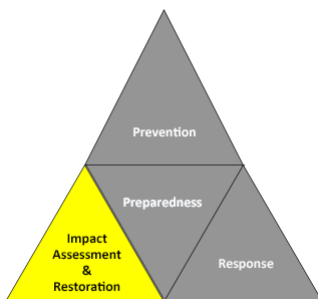 Prevention
Preparedness
Impact
Assessment
&
Restoration
Response